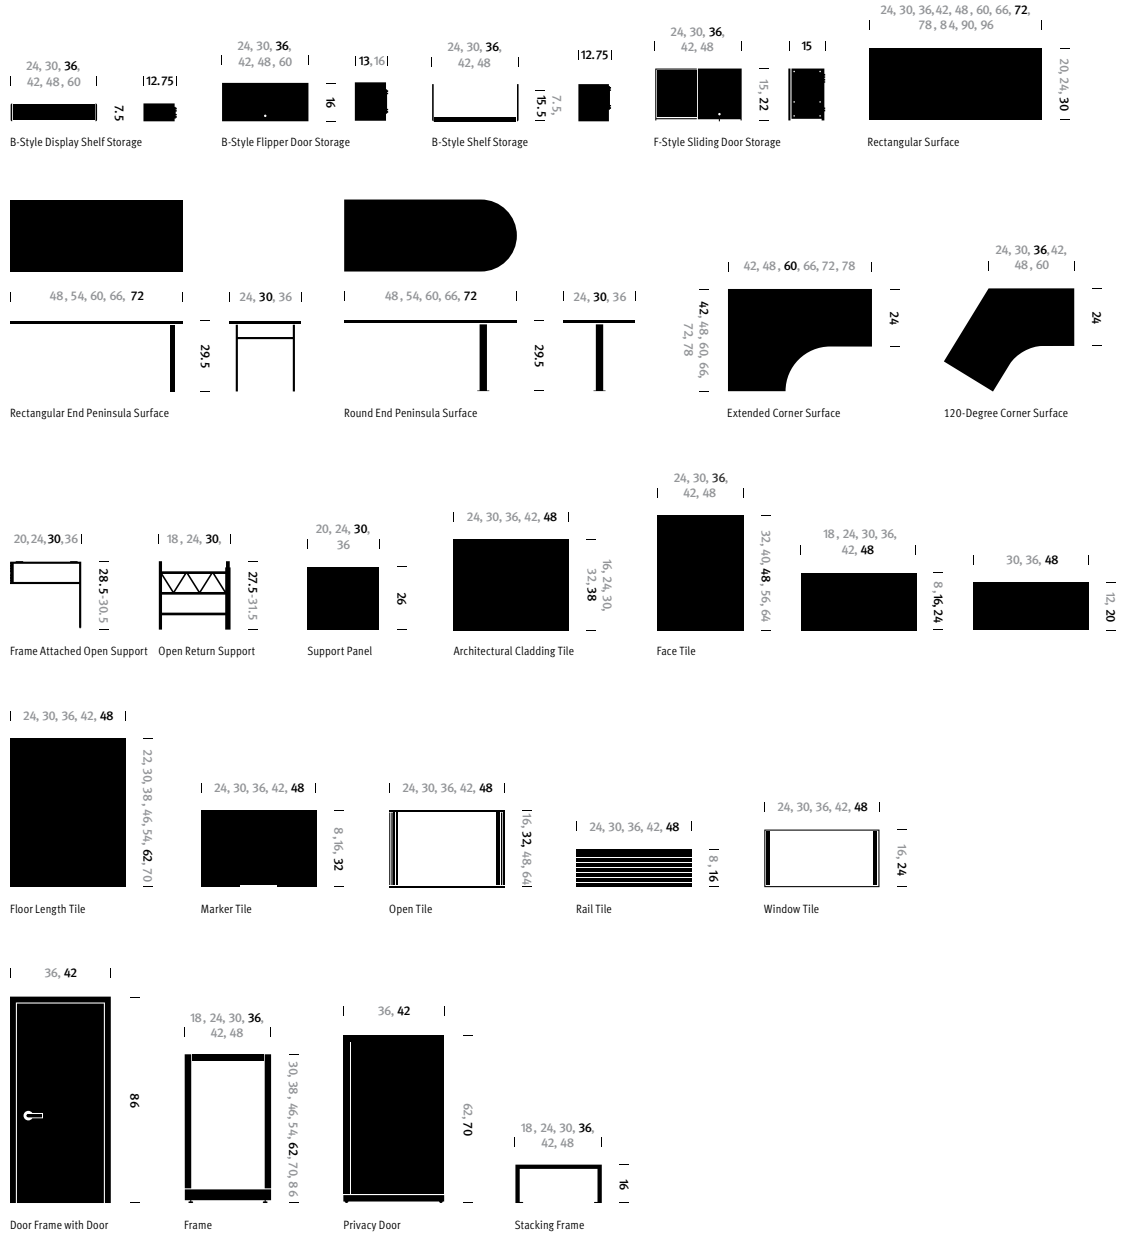 24, 30, 36,
42, 48, 60
12.75
7.5
B-Style Display Shelf Storage
24, 30, 36,
42, 48, 60
13, 16
16
B-Style Flipper Door Storage
24, 30, 36,
42, 48
12.75
7.5,
15.5
B-Style Shelf Storage
24, 30, 36,
42, 48
15
15, 22
F-Style Sliding Door Storage
24, 30, 36, 42, 48, 60, 66, 72,
78, 84, 90, 96
20, 24, 30
Rectangular Surface
48, 54, 60, 66, 72
24, 30, 36
29.5
Rectangular End Peninsula Surface
48, 54, 60, 66, 72
24, 30, 36
29.5
Round End Peninsula Surface
42, 48, 60, 66, 72, 78
42, 48, 60, 66,
72, 78
24
Extended Corner Surface
24, 30, 36, 42,
48, 60
24
120-Degree Corner Surface
20, 24, 30, 36
28.5-30.5
Frame Attached Open Support
18, 24, 30,
27.5-31.5
Open Return Support
20, 24, 30,
36
26
Support Panel
24, 30, 36, 42, 48
16, 24, 30,
32, 38
Architectural Cladding Tile
24, 30, 36,
42, 48
32, 40, 48, 56, 64
Face Tile
18, 24, 30, 36,
42, 48
8, 16, 24
30, 36, 48
12, 20
24, 30, 36, 42, 48
22, 30, 38, 46, 54, 62, 70
Floor Length Tile
24, 30, 36, 42, 48
8, 16, 32
Marker Tile
24, 30, 36, 42, 48
16, 32, 48, 64
Open Tile
24, 30, 36, 42, 48
8, 16
Rail Tile
24, 30, 36, 42, 48
16, 24
Window Tile
36, 42
86
Door Frame with Door
18, 24, 30, 36,
42, 48
30, 38, 46, 54, 62, 70, 86
Frame
36, 42
62, 70
Privacy Door
18, 24, 30, 36,
42, 48
16
Stacking Frame